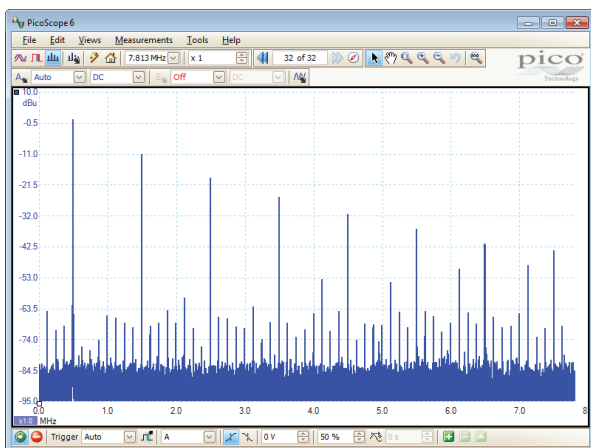 PicoScope 6
File Edit Views Measurements Tools Help
7.813 MHz x 1 32 of 32
pico
Technology
A Auto DC B Off DC
10.0
dBu
-0.5
-11.0
-21.5
-32.0
-42.5
-53.0
-63.5
-74.0
-84.5
-95.0
0.0 1.0 2.0 3.0 4.0 5.0 6.0 7.0 8
x1.0 MHz
Trigger Auto A 0 V 50 % 0 s